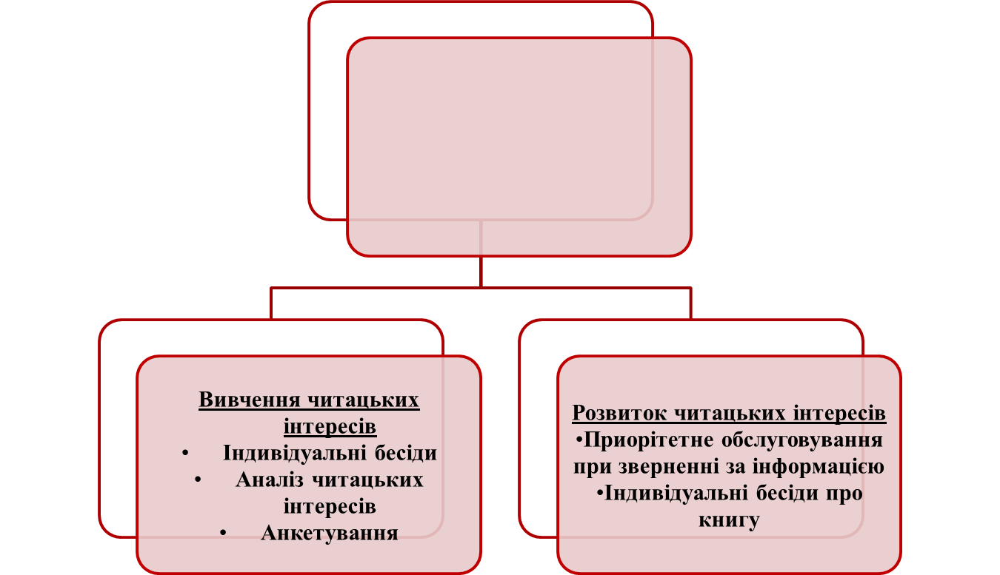 Вивчення читацьких
інтересів
• Індивідуальні бесіди
• Аналіз читацьких
інтересів
• Анкетування
Розвиток читацьких інтересів
•Приорітетне обслуговування
при зверненні за інформацією
•Індивідуальні бесіди про
книгу